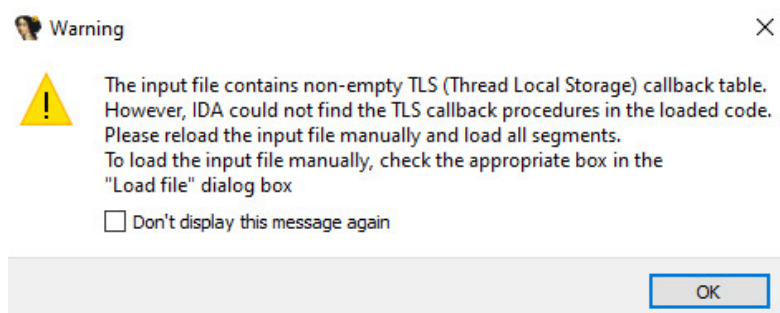 Warning
The input file contains non-empty TLS (Thread Local Storage) callback table.
However, IDA could not find the TLS callback procedures in the loaded code.
Please reload the input file manually and load all segments.
To load the input file manually, check the appropriate box in the
"Load file" dialog box
Don't display this message again
OK